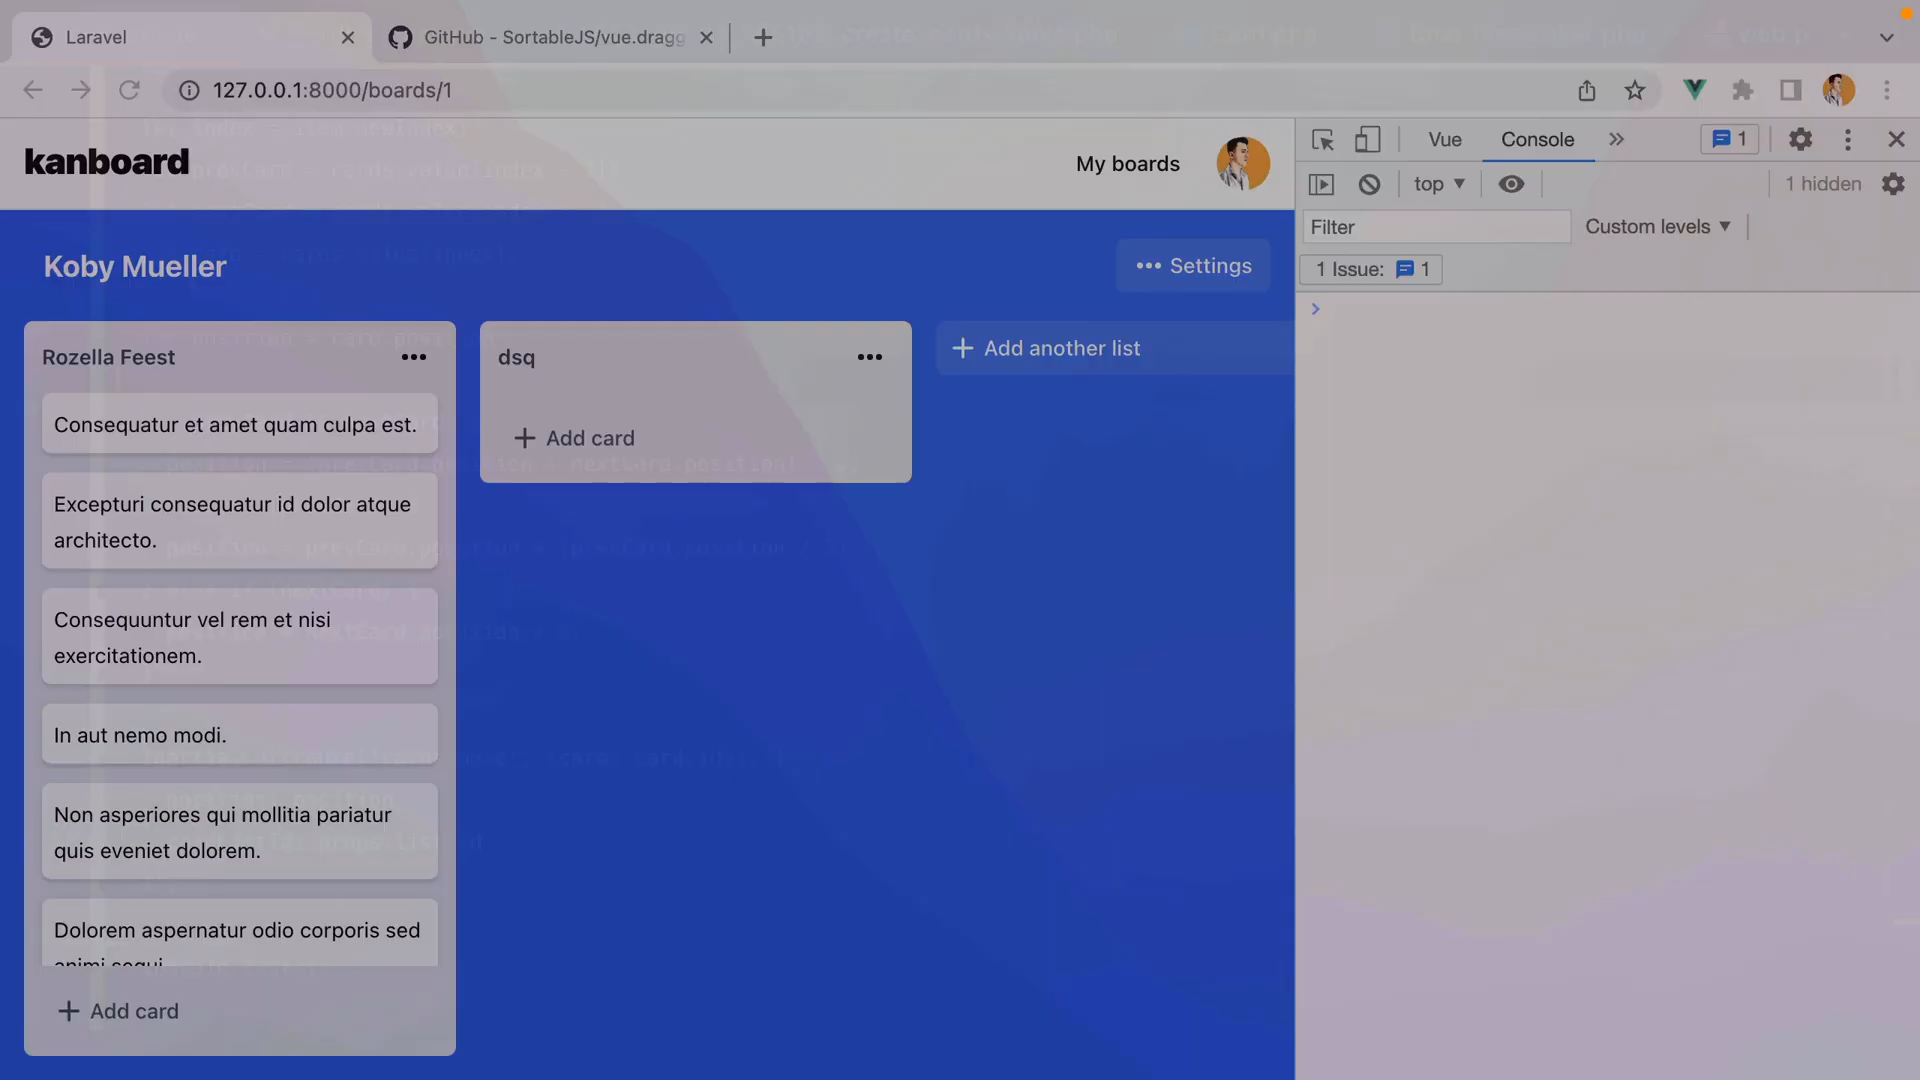 Laravel
GitHub - SortableJS/vue.dragg
127.0.0.1:8000/boards/1
kanboard
My boards
Vue
Console
1
top
1 hidden
Filter
Custom levels
1 Issue:
1
Koby Mueller
Settings
Rozella Feest
Consequatur et amet quam culpa est.
Excepturi consequatur id dolor atque
architecto.
Consequuntur vel rem et nisi
exercitationem.
In aut nemo modi.
Non asperiores qui mollitia pariatur
quis eveniet dolorem.
Dolorem aspernatur odio corporis sed
animi sequi
Add card
dsq
Add card
Add another list